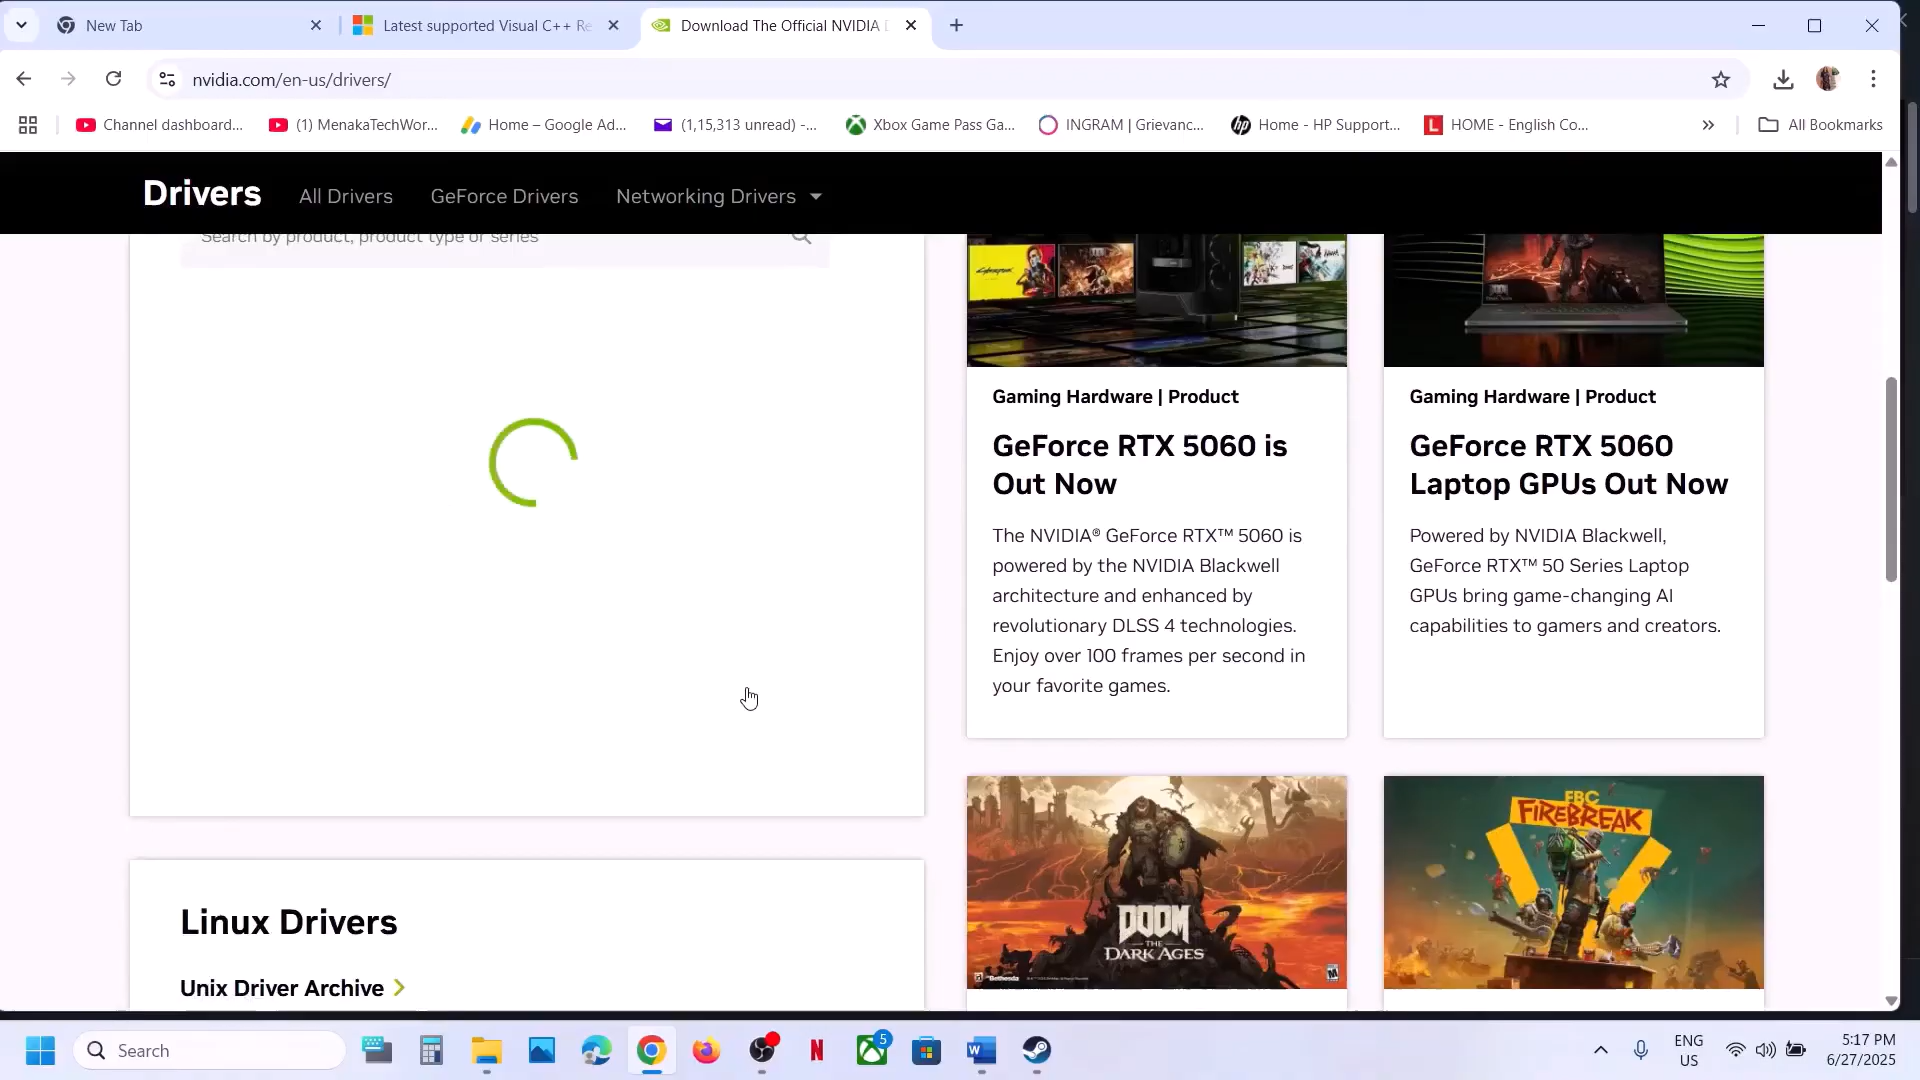 New Tab
Latest supported Visual C++ Re
Download The Official NVIDIA D
nvidia.com/en-us/drivers/
Channel dashboard...
(1) MenakaTechWor...
Home – Google Ad...
(1,15,313 unread) -...
Xbox Game Pass Ga...
INGRAM | Grievanc...
Home - HP Support...
HOME - English Co...
»
All Bookmarks
Drivers
All Drivers
GeForce Drivers
Networking Drivers
Search by product, product type or series
Gaming Hardware | Product
GeForce RTX 5060 is
Out Now
The NVIDIA® GeForce RTX™ 5060 is
powered by the NVIDIA Blackwell
architecture and enhanced by
revolutionary DLSS 4 technologies.
Enjoy over 100 frames per second in
your favorite games.
Gaming Hardware | Product
GeForce RTX 5060
Laptop GPUs Out Now
Powered by NVIDIA Blackwell,
GeForce RTX™ 50 Series Laptop
GPUs bring game-changing AI
capabilities to gamers and creators.
DOOM
THE
DARK AGES
Bethesda
FBC
FIREBREAK
Linux Drivers
Unix Driver Archive
Search
5
ENG
US
5:17 PM
6/27/2025